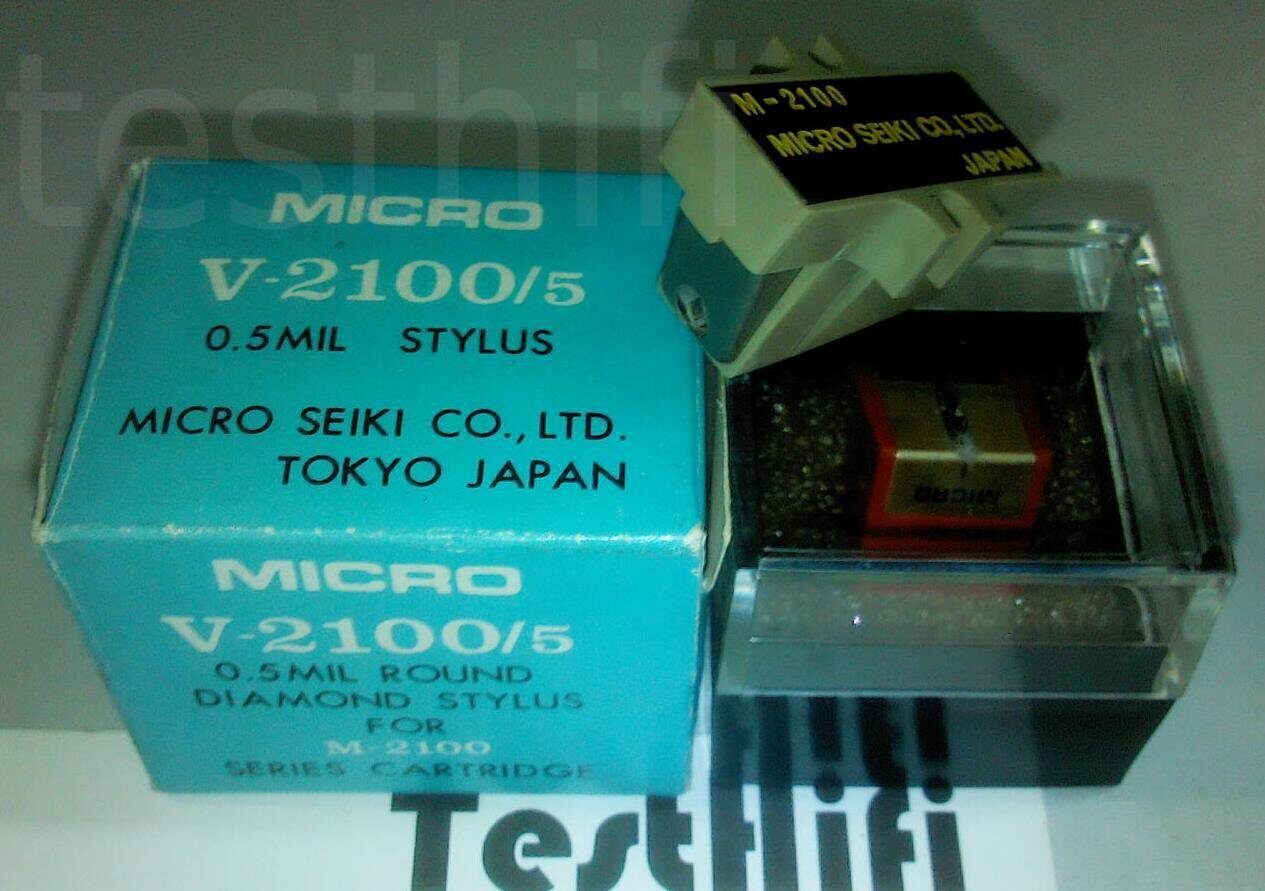 testhifi
MICRO
V-2100/5
0.5MIL STYLUS
MICRO SEIKI CO., LTD.
TOKYO JAPAN
MICRO
V-2100/5
0.5MIL ROUND
DIAMOND STYLUS
FOR
M-2100
SERIES CARTRIDGE
M-2100
MICRO SEIKI CO., LTD.
JAPAN
MICRO
Testhifi